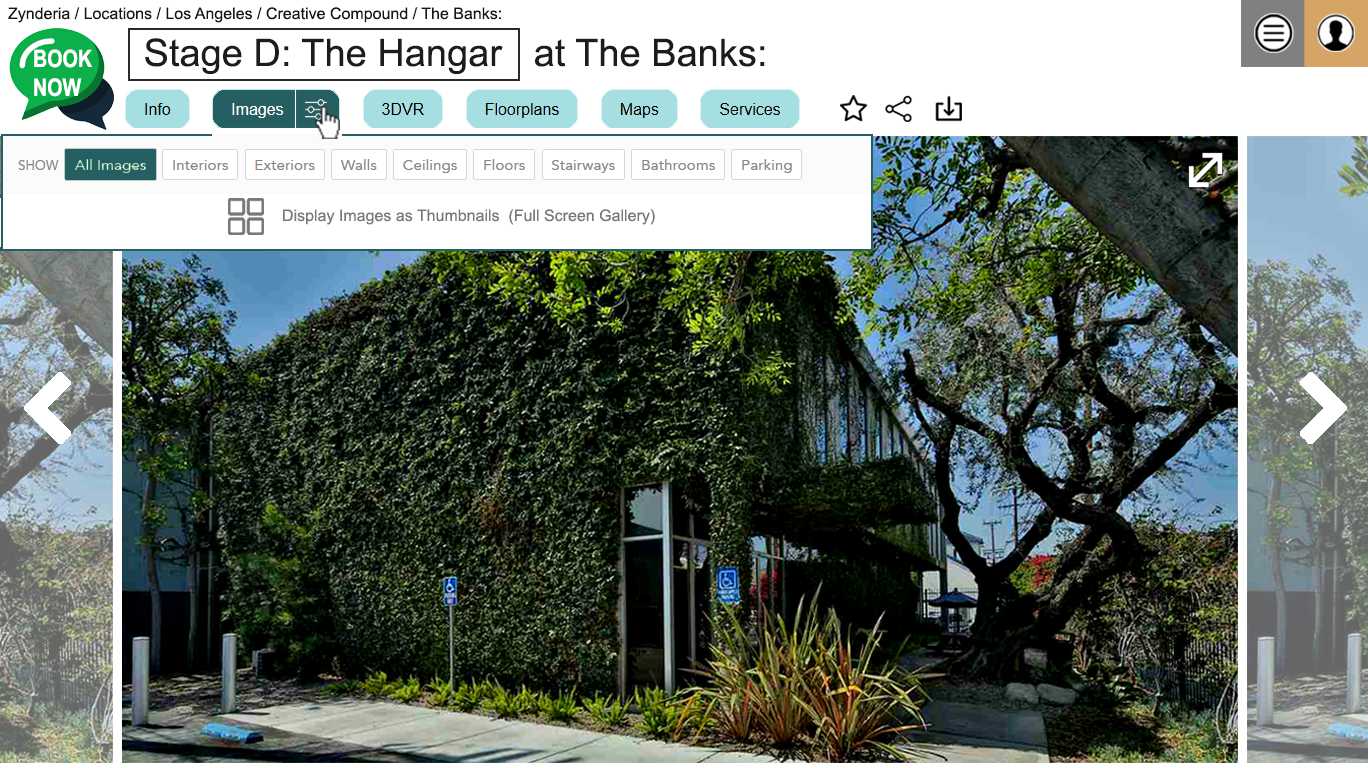 Zynderia / Locations / Los Angeles / Creative Compound / The Banks:
BOOK
NOW
Stage D: The Hangar at The Banks:
Info Images 3DVR Floorplans Maps Services
SHOW All Images Interiors Exteriors Walls Ceilings Floors Stairways Bathrooms Parking
Display Images as Thumbnails (Full Screen Gallery)